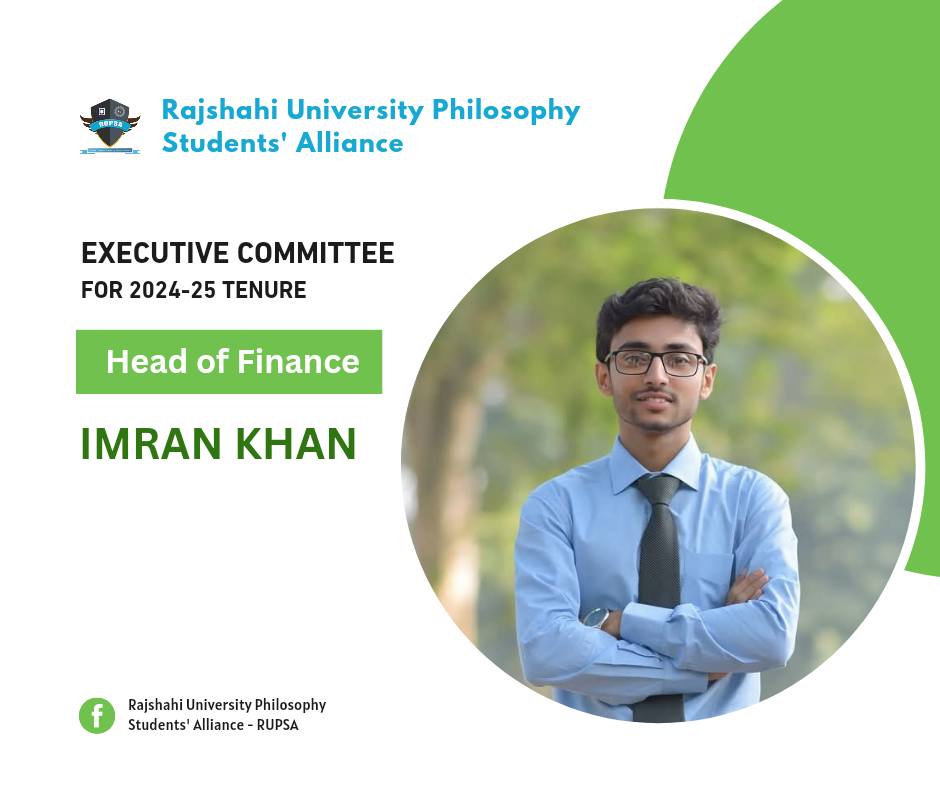 RUPSA
Rajshahi University Philosophy
Students' Alliance
EXECUTIVE COMMITTEE
FOR 2024-25 TENURE
Head of Finance
IMRAN KHAN
Rajshahi University Philosophy
Students' Alliance - RUPSA